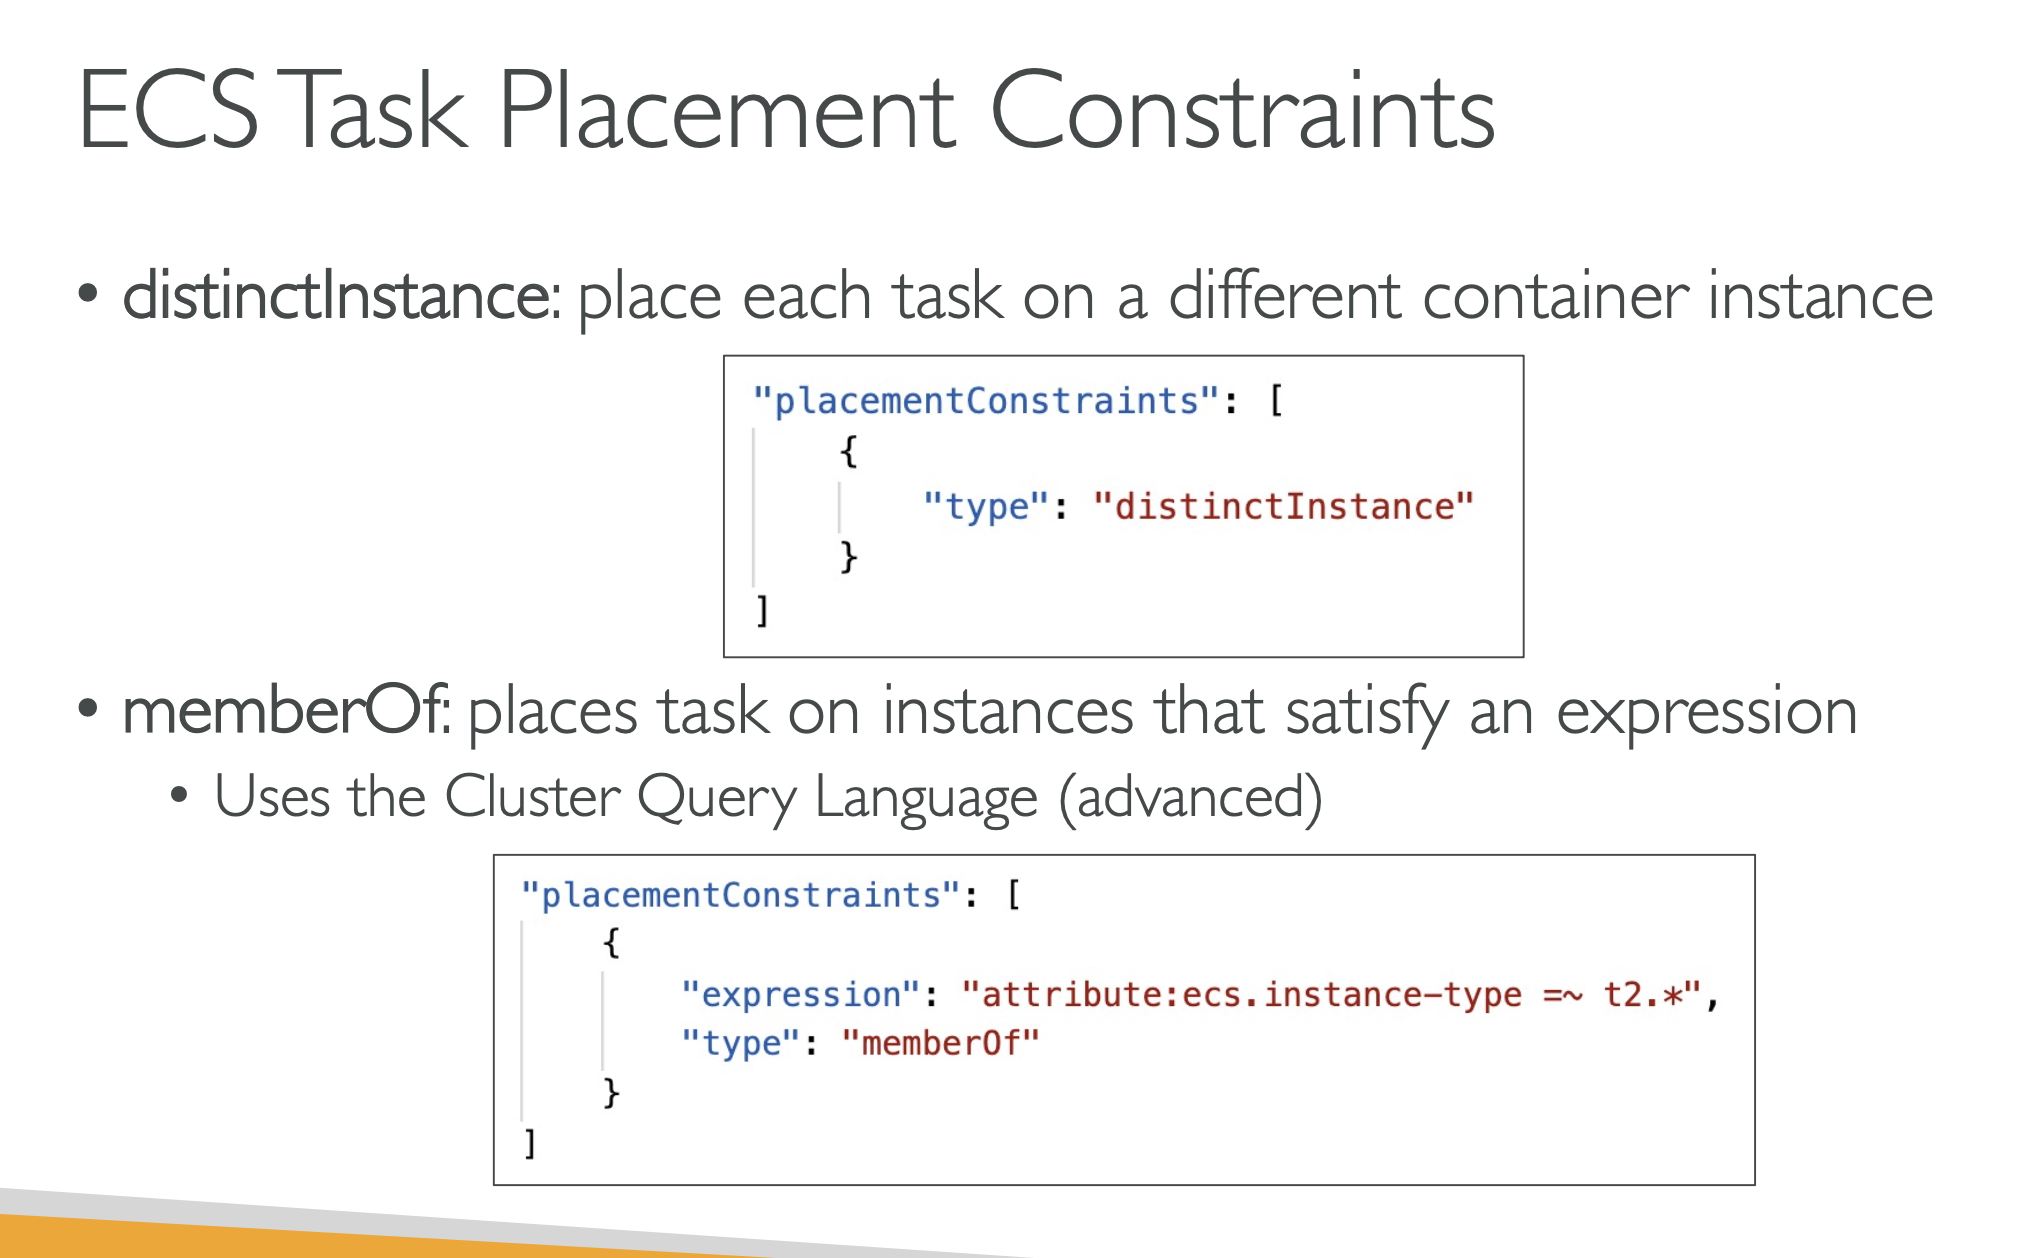 ECS Task Placement Constraints
• distinctInstance: place each task on a different container instance
"placementConstraints": [
{
"type": "distinctInstance"
}
]
• memberOf: places task on instances that satisfy an expression
• Uses the Cluster Query Language (advanced)
"placementConstraints": [
{
"expression": "attribute:ecs.instance-type =~ t2.*",
"type": "memberOf"
}
]